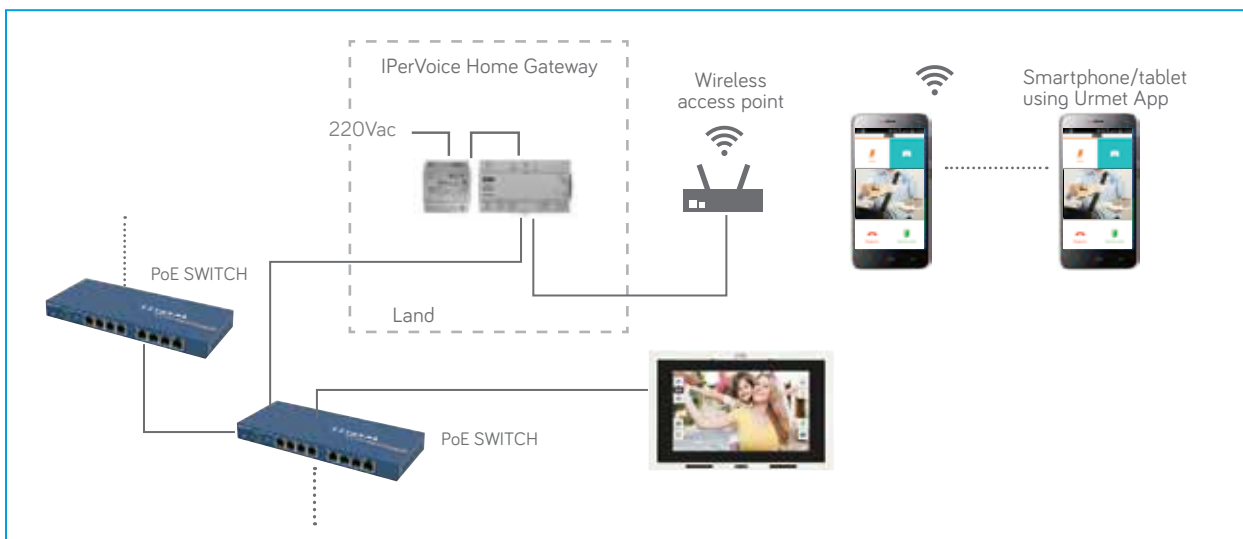 IPerVoice Home Gateway
220Vac
Land
Wireless
access point
Smartphone/tablet
using Urmet App
PoE SWITCH
PoE SWITCH